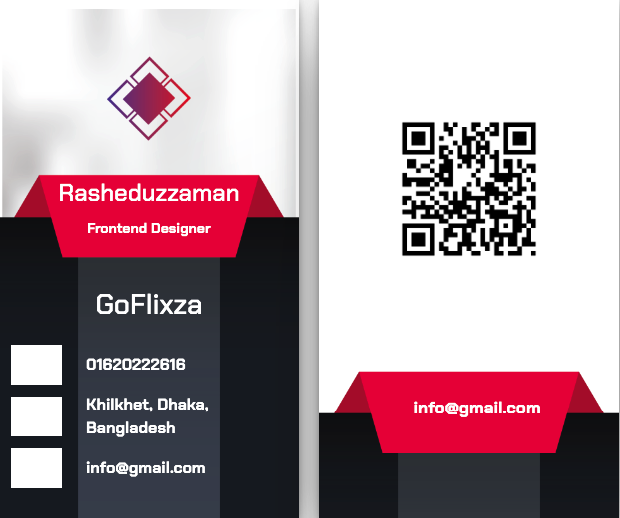 Rasheduzzaman
Frontend Designer
GoFlixza
01620222616
Khilkhet, Dhaka,
Bangladesh
info@gmail.com
info@gmail.com